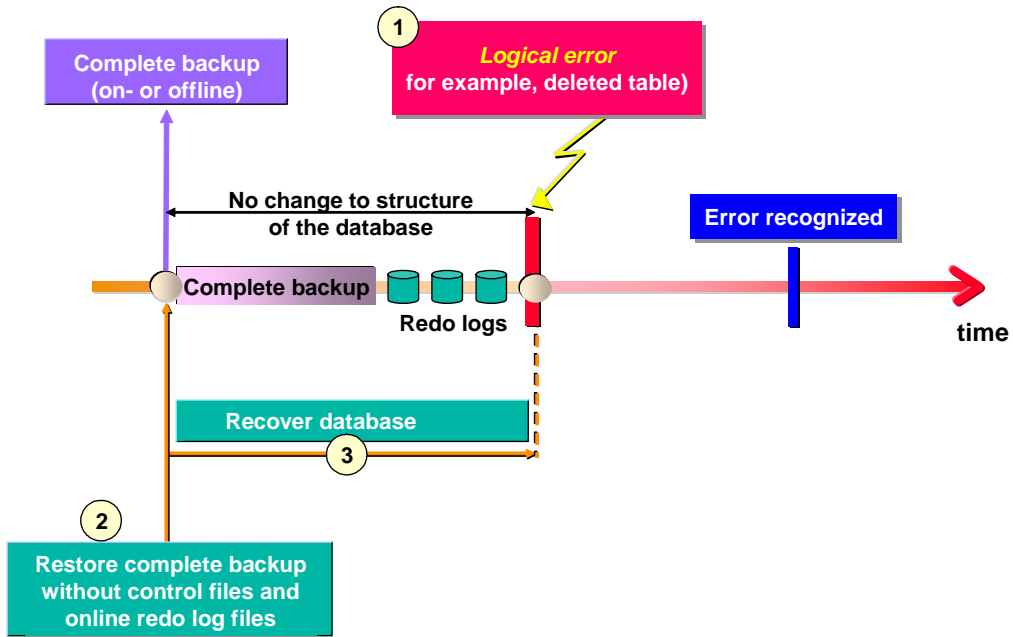 1
Logical error
for example, deleted table)
Complete backup
(on- or offline)
No change to structure
of the database
Error recognized
Complete backup
Redo logs
time
Recover database
3
2
Restore complete backup
without control files and
online redo log files